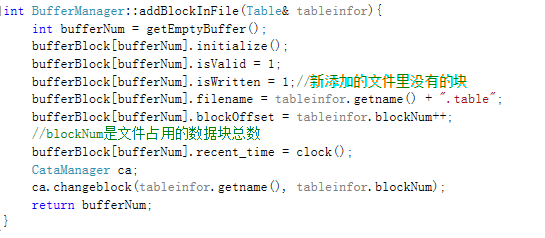 int BufferManager::addBlockInFile(Table& tableinfor){
    int bufferNum = getEmptyBuffer();
    bufferBlock[bufferNum].initialize();
    bufferBlock[bufferNum].isValid = 1;
    bufferBlock[bufferNum].isWritten = 1;//新添加的文件里没有的块
    bufferBlock[bufferNum].filename = tableinfor.getname() + ".table";
    bufferBlock[bufferNum].blockOffset = tableinfor.blockNum++;
    //blockNum是文件占用的数据块总数
    bufferBlock[bufferNum].recent_time = clock();
    CataManager ca;
    ca.changeblock(tableinfor.getname(), tableinfor.blockNum);
    return bufferNum;
}